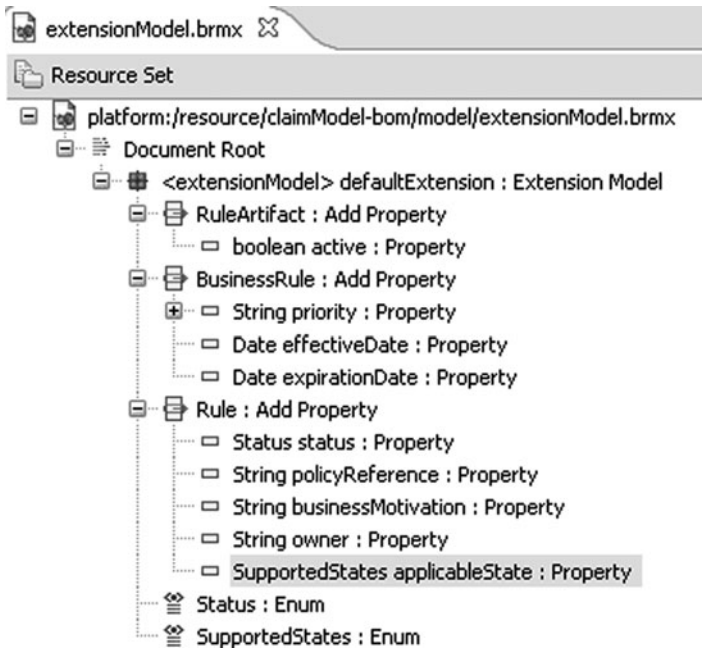 extensionModel.brmx
Resource Set
platform:/resource/claimModel-bom/model/extensionModel.brmx
Document Root
<extensionModel> defaultExtension : Extension Model
RuleArtifact : Add Property
boolean active : Property
BusinessRule : Add Property
String priority : Property
Date effectiveDate : Property
Date expirationDate : Property
Rule : Add Property
Status status : Property
String policyReference : Property
String businessMotivation : Property
String owner : Property
SupportedStates applicableState : Property
Status : Enum
SupportedStates : Enum